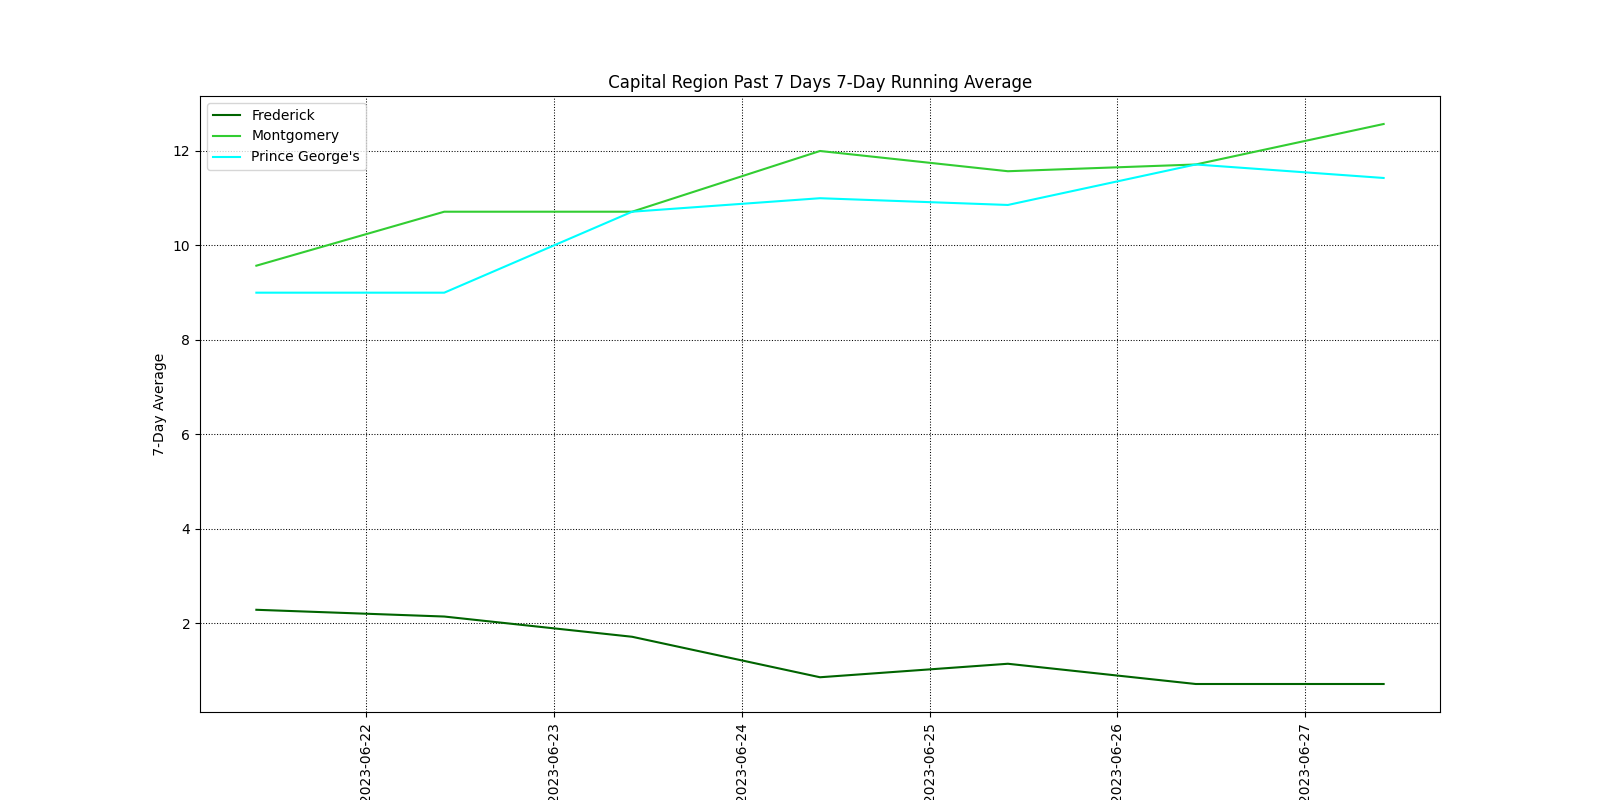 Capital Region Past 7 Days 7-Day Running Average
Frederick
Montgomery
Prince George's
12
10
8
6
4
2
7-Day Average
2023-06-22
2023-06-23
2023-06-24
2023-06-25
2023-06-26
2023-06-27